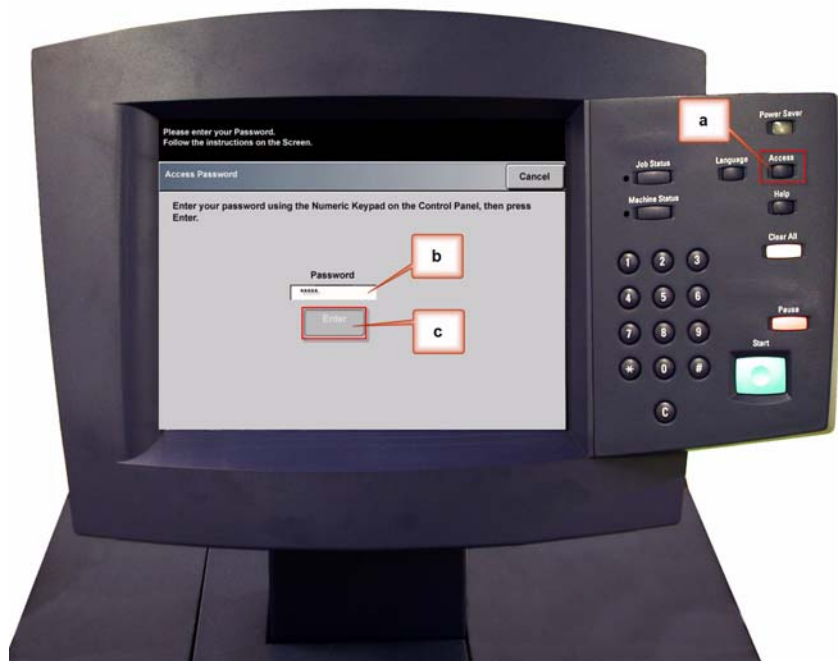 Please enter your Password.
Follow the instructions on the Screen.
Access Password
Cancel
Enter your password using the Numeric Keypad on the Control Panel, then press
Enter.
Password
*****
Enter
a
b
c
Power Saver
Job Status
Language
Access
Machine Status
Help
Clear All
1 2 3
4 5 6
Pause
7 8 9
Start
* 0 #
C